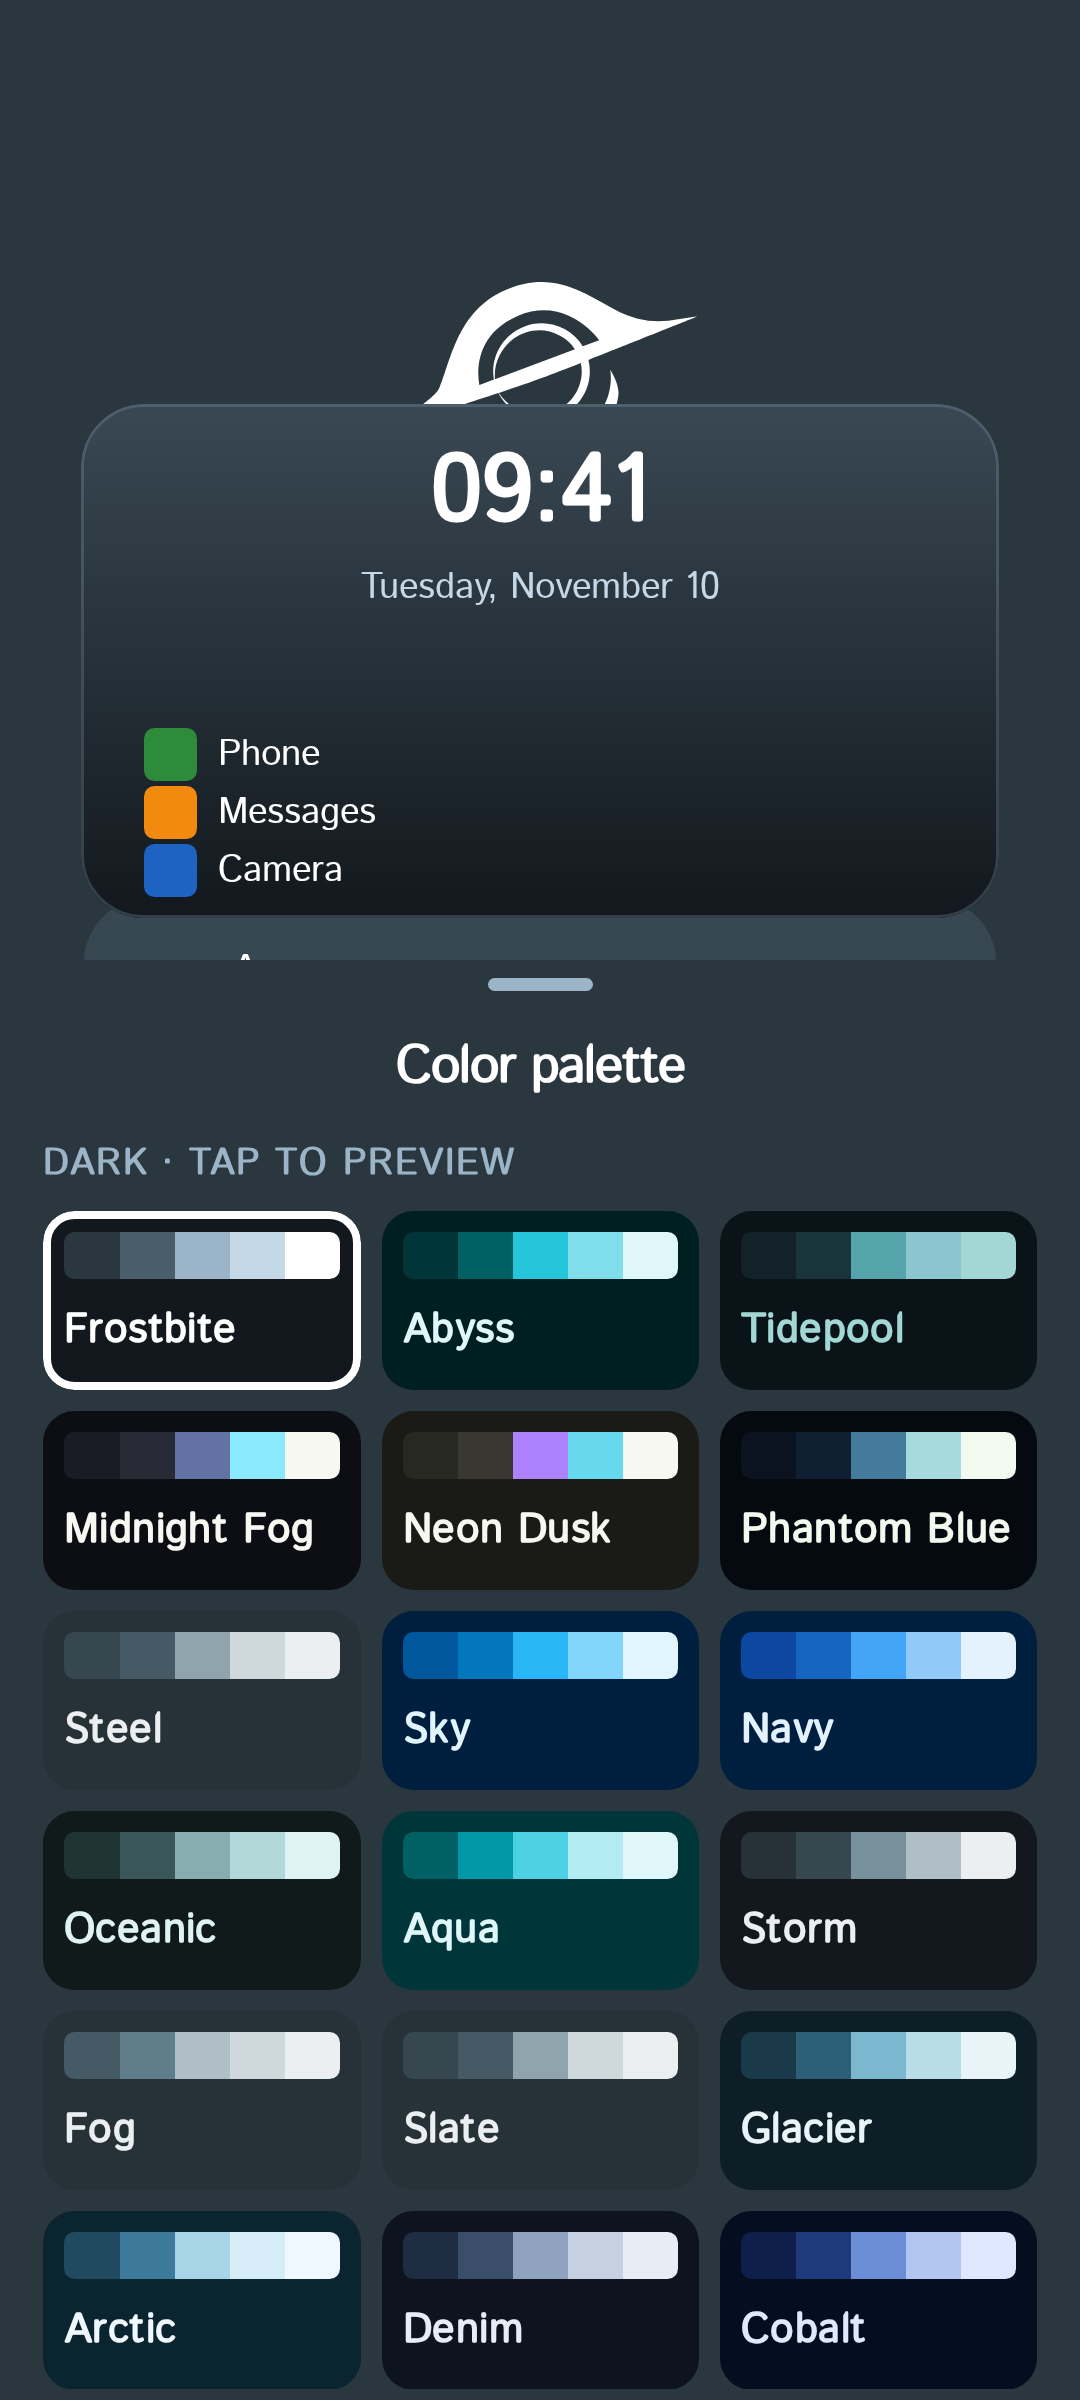 09:41
Tuesday, November 10
Phone
Messages
Camera
Color palette
DARK · TAP TO PREVIEW
Frostbite
Abyss
Tidepool
Midnight Fog
Neon Dusk
Phantom Blue
Steel
Sky
Navy
Oceanic
Aqua
Storm
Fog
Slate
Glacier
Arctic
Denim
Cobalt